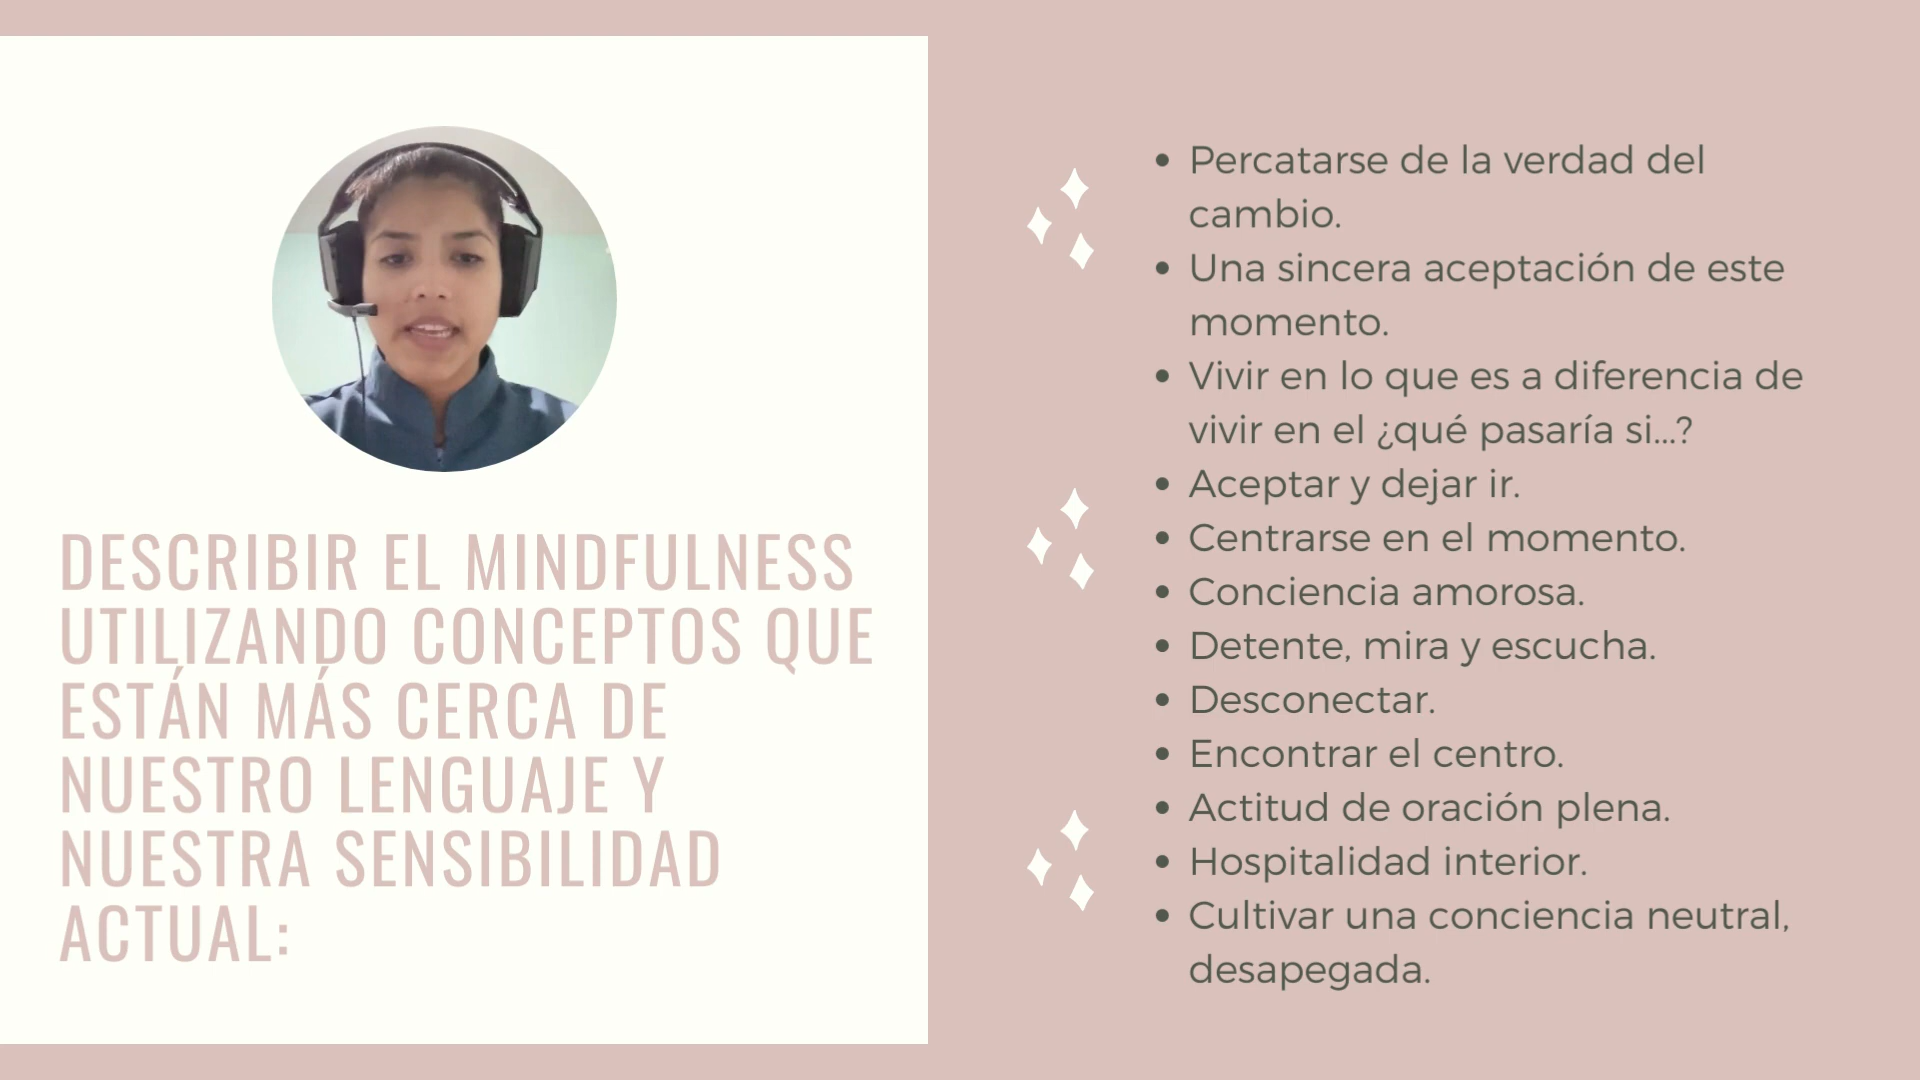 DESCRIBIR EL MINDFULNESS
UTILIZANDO CONCEPTOS QUE
ESTÁN MÁS CERCA DE
NUESTRO LENGUAJE Y
NUESTRA SENSIBILIDAD
ACTUAL:
• Percatarse de la verdad del
cambio.
• Una sincera aceptación de este
momento.
• Vivir en lo que es a diferencia de
vivir en el ¿qué pasaría si...?
• Aceptar y dejar ir.
• Centrarse en el momento.
• Conciencia amorosa.
• Detente, mira y escucha.
• Desconectar.
• Encontrar el centro.
• Actitud de oración plena.
• Hospitalidad interior.
• Cultivar una conciencia neutral,
desapegada.